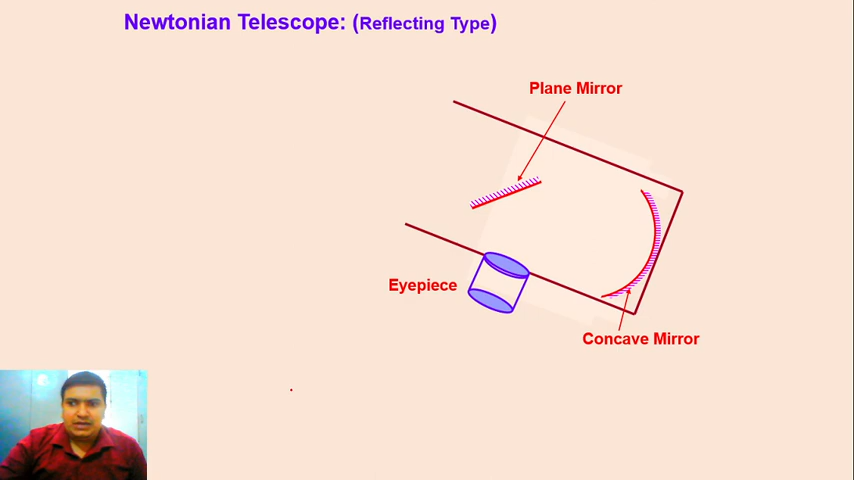 Newtonian Telescope: (Reflecting Type)
Plane Mirror
Eyepiece
Concave Mirror